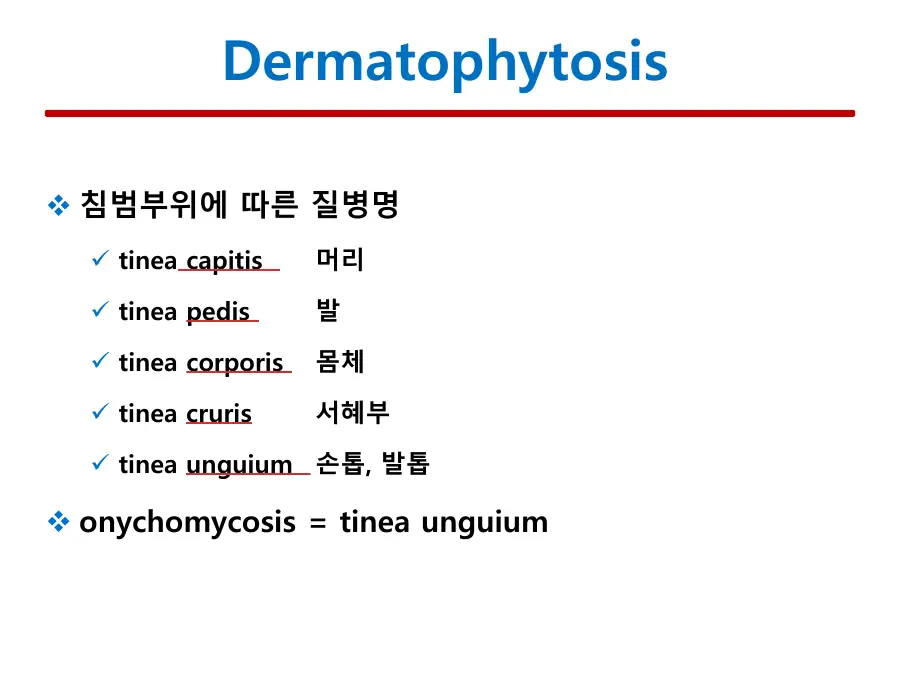 Dermatophytosis
침범부위에 따른 질병명
tinea capitis 머리
tinea pedis 발
tinea corporis 몸체
tinea cruris 서혜부
tinea unguium 손톱, 발톱
onychomycosis = tinea unguium